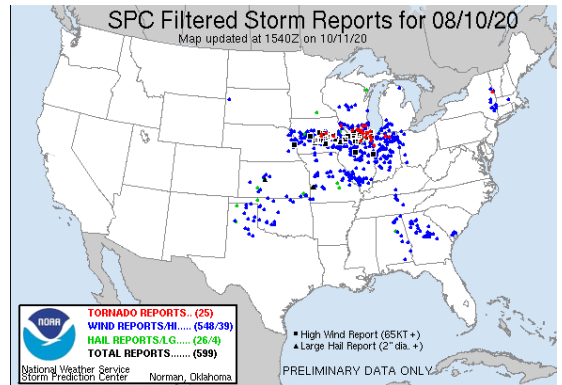 SPC Filtered Storm Reports for 08/10/20
Map updated at 1540Z on 10/11/20
TORNADO REPORTS.. (25)
WIND REPORTS/HI..... (548/39)
HAIL REPORTS/LG..... (26/4)
TOTAL REPORTS....... (599)
NOAA
National Weather Service
Storm Prediction Center Norman, Oklahoma
High Wind Report (65KT +)
Large Hail Report (2" dia. +)
PRELIMINARY DATA ONLY